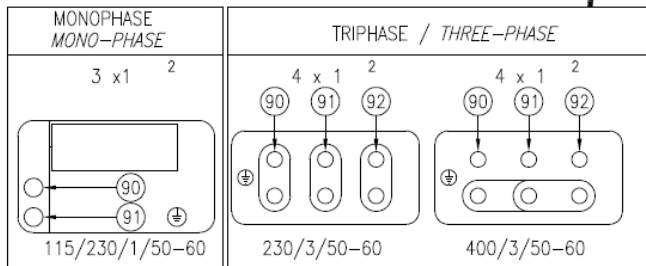 MONOPHASE
MONO-PHASE
3 x1 2
90
91
115/230/1/50-60
TRIPHASE / THREE-PHASE
4 x 1 2
90 91 92
230/3/50-60
4 x 1 2
90 91 92
400/3/50-60